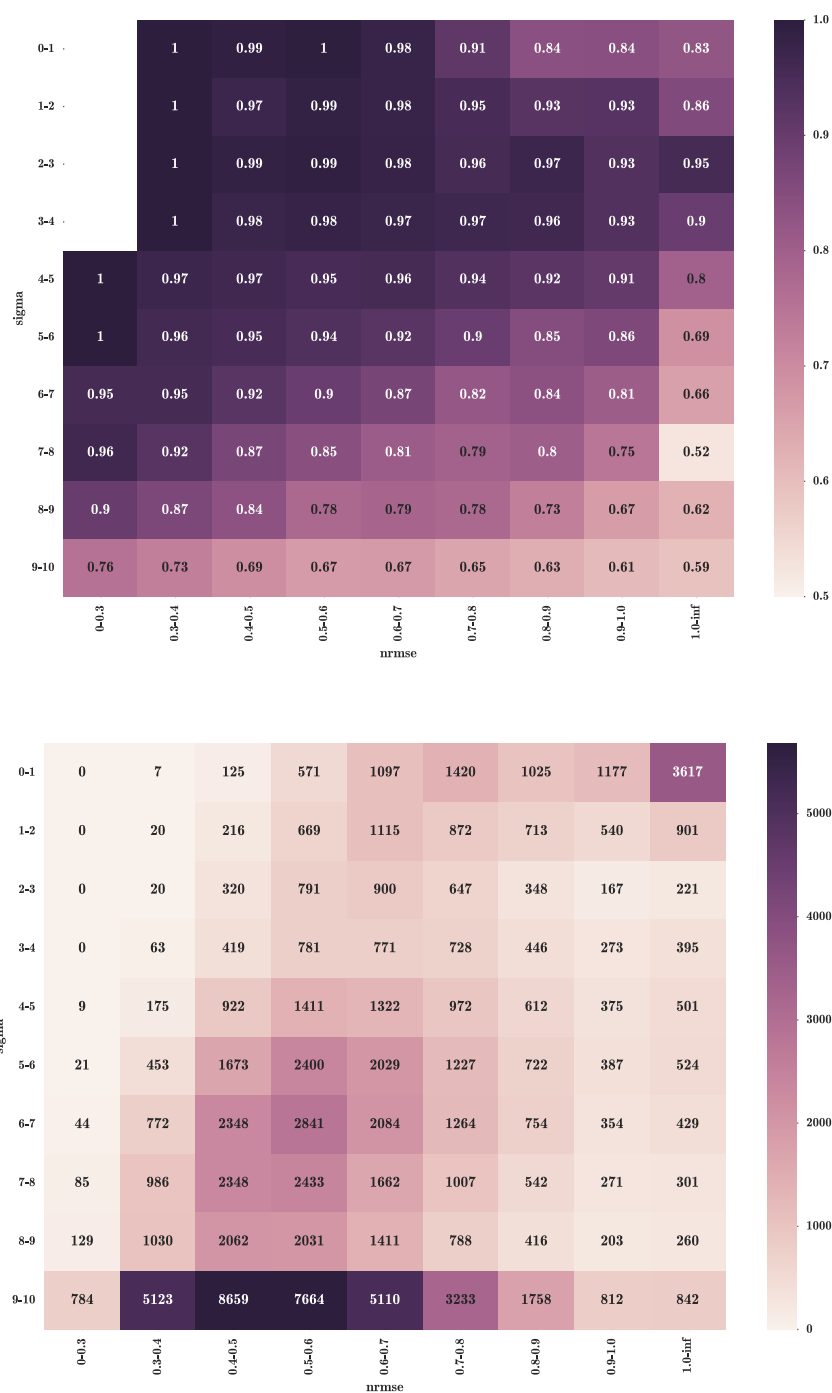 0-1 1 0.99 1 0.98 0.91 0.84 0.84 0.83 1.0
1-2 1 0.97 0.99 0.98 0.95 0.93 0.93 0.86 0.9
2-3 1 0.99 0.99 0.98 0.96 0.97 0.93 0.95
3-4 1 0.98 0.98 0.97 0.97 0.96 0.93 0.9 0.8
4-5 1 0.97 0.97 0.95 0.96 0.94 0.92 0.91 0.8
sigma
5-6 1 0.96 0.95 0.94 0.92 0.9 0.85 0.86 0.69 0.7
6-7 0.95 0.95 0.92 0.9 0.87 0.82 0.84 0.81 0.66
7-8 0.96 0.92 0.87 0.85 0.81 0.79 0.8 0.75 0.52 0.6
8-9 0.9 0.87 0.84 0.78 0.79 0.78 0.73 0.67 0.62
9-10 0.76 0.73 0.69 0.67 0.67 0.65 0.63 0.61 0.59 0.5
0-0.3 0.3-0.4 0.4-0.5 0.5-0.6 0.6-0.7 0.7-0.8 0.8-0.9 0.9-1.0 1.0-inf
nrmse
0-1 0 7 125 571 1097 1420 1025 1177 3617 5000
1-2 0 20 216 669 1115 872 713 540 901
2-3 0 20 320 791 900 647 348 167 221 4000
3-4 0 63 419 781 771 728 446 273 395
4-5 9 175 922 1411 1322 972 612 375 501 3000
sigma
5-6 21 453 1673 2400 2029 1227 722 387 524
6-7 44 772 2348 2841 2084 1264 754 354 429 2000
7-8 85 986 2348 2433 1662 1007 542 271 301
8-9 129 1030 2062 2031 1411 788 416 203 260 1000
9-10 784 5123 8659 7664 5110 3233 1758 812 842 0
0-0.3 0.3-0.4 0.4-0.5 0.5-0.6 0.6-0.7 0.7-0.8 0.8-0.9 0.9-1.0 1.0-inf
nrmse